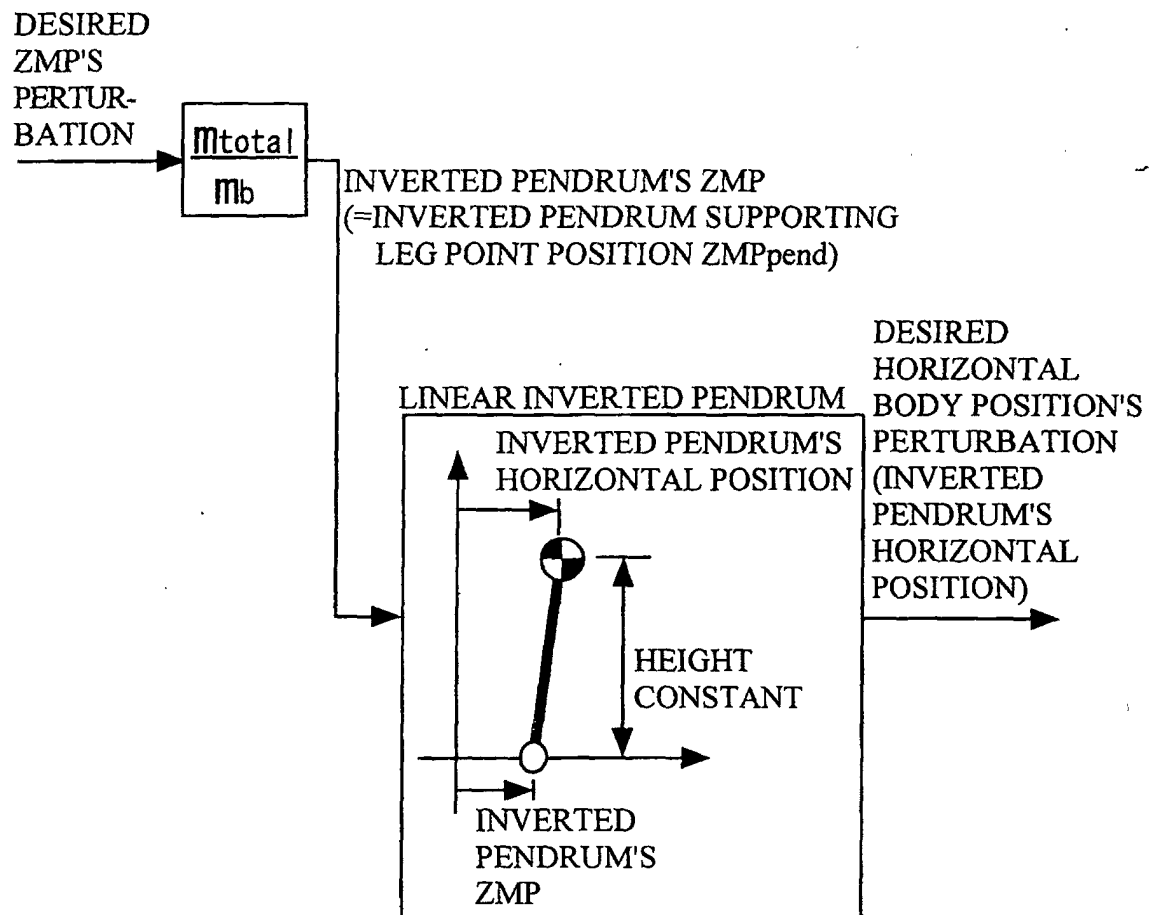 DESIRED
ZMP'S
PERTUR-
BATION
mtotal
mb
INVERTED PENDRUM'S ZMP
(=INVERTED PENDRUM SUPPORTING
LEG POINT POSITION ZMPpend)
DESIRED
HORIZONTAL
BODY POSITION'S
PERTURBATION
(INVERTED
PENDRUM'S
HORIZONTAL
POSITION)
LINEAR INVERTED PENDRUM
INVERTED PENDRUM'S
HORIZONTAL POSITION
HEIGHT
CONSTANT
INVERTED
PENDRUM'S
ZMP